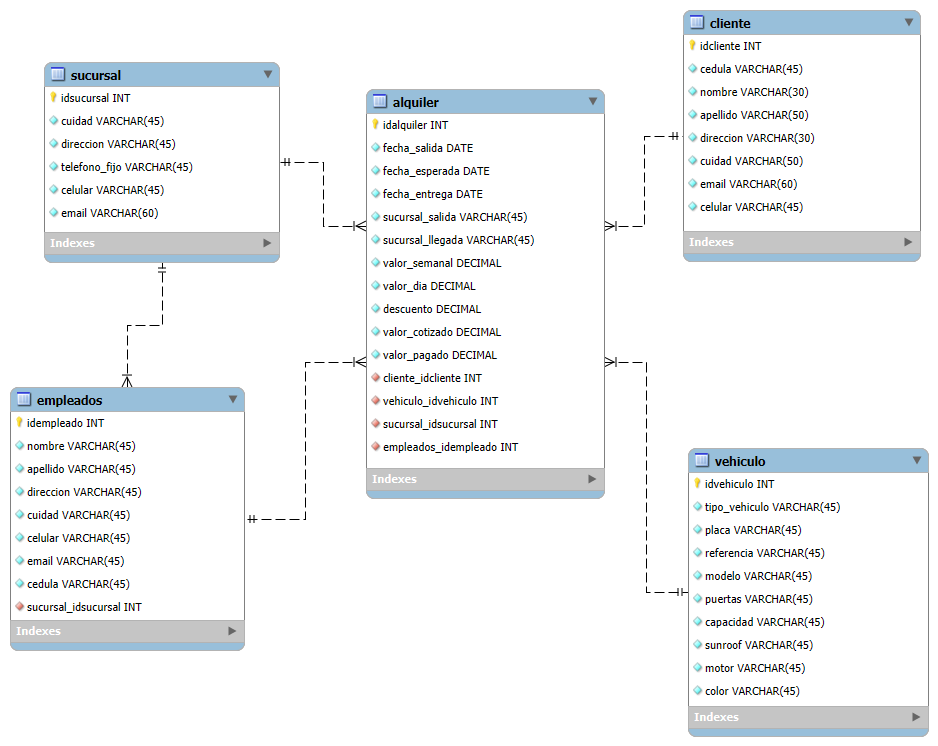 sucursal
idsucursal INT
cuidad VARCHAR(45)
direccion VARCHAR(45)
telefono_fijo VARCHAR(45)
celular VARCHAR(45)
email VARCHAR(60)
Indexes
alquiler
idalquiler INT
fecha_salida DATE
fecha_esperada DATE
fecha_entrega DATE
sucursal_salida VARCHAR(45)
sucursal_llegada VARCHAR(45)
valor_semanal DECIMAL
valor_dia DECIMAL
descuento DECIMAL
valor_cotizado DECIMAL
valor_pagado DECIMAL
cliente_idcliente INT
vehiculo_idvehiculo INT
sucursal_idsucursal INT
empleados_idempleado INT
Indexes
cliente
idcliente INT
cedula VARCHAR(45)
nombre VARCHAR(30)
apellido VARCHAR(50)
direccion VARCHAR(30)
cuidad VARCHAR(50)
email VARCHAR(60)
celular VARCHAR(45)
Indexes
empleados
idempleado INT
nombre VARCHAR(45)
apellido VARCHAR(45)
direccion VARCHAR(45)
cuidad VARCHAR(45)
celular VARCHAR(45)
email VARCHAR(45)
cedula VARCHAR(45)
sucursal_idsucursal INT
Indexes
vehiculo
idvehiculo INT
tipo_vehiculo VARCHAR(45)
placa VARCHAR(45)
referencia VARCHAR(45)
modelo VARCHAR(45)
puertas VARCHAR(45)
capacidad VARCHAR(45)
sunroof VARCHAR(45)
motor VARCHAR(45)
color VARCHAR(45)
Indexes